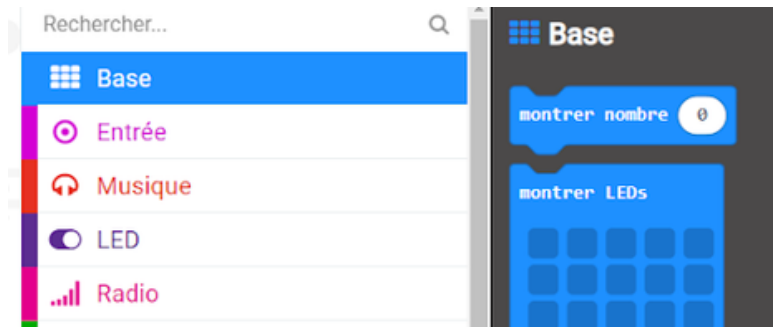 Rechercher...
Base
Entrée
Musique
LED
Radio
Base
montrer nombre 0
montrer LEDs